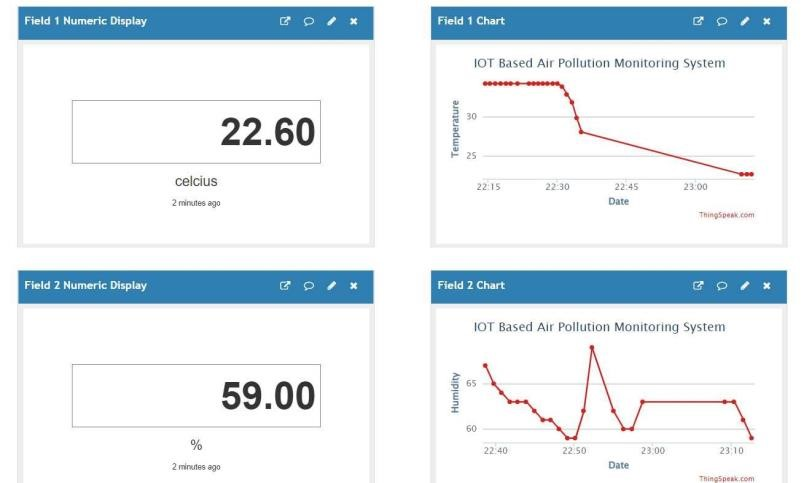 Field 1 Numeric Display
22.60
celcius
2 minutes ago
Field 1 Chart
IOT Based Air Pollution Monitoring System
Temperature
30
25
22:15 22:30 22:45 23:00
Date
ThingSpeak.com
Field 2 Numeric Display
59.00
%
2 minutes ago
Field 2 Chart
IOT Based Air Pollution Monitoring System
Humidity
65
60
22:40 22:50 23:00 23:10
Date
ThingSpeak.com